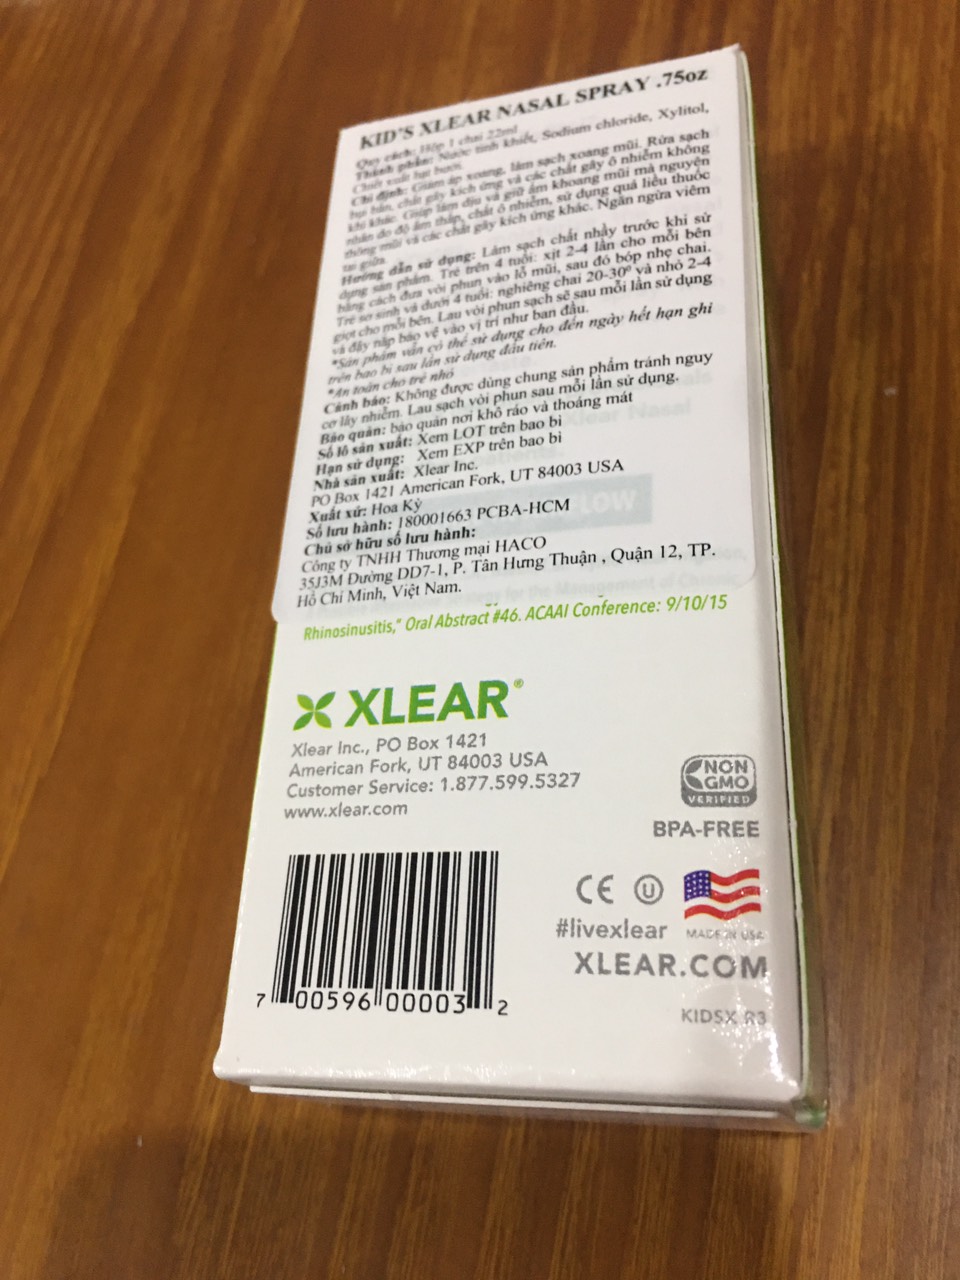 KID'S XLEAR NASAL SPRAY .75oz
Quy cách: Hộp 1 chai 22ml
Thành phần: Nước tinh khiết, Sodium chloride, Xylitol,
Chiết xuất hạt bưởi.
Chỉ định: Giảm áp xoang, làm sạch xoang mũi. Rửa sạch
bụi bẩn, chất gây kích ứng và các chất gây ô nhiễm không
khí khác. Giúp làm dịu và giữ ẩm khoang mũi mà nguyên
nhân do độ ẩm thấp, chất ô nhiễm, sử dụng quá liều thuốc
thông mũi và các chất gây kích ứng khác. Ngăn ngừa viêm
tai giữa.
Hướng dẫn sử dụng: Làm sạch chất nhầy trước khi sử
dụng sản phẩm. Trẻ trên 4 tuổi: xịt 2-4 lần cho mỗi bên
bằng cách đưa vòi phun vào lỗ mũi, sau đó bóp nhẹ chai.
Trẻ sơ sinh và dưới 4 tuổi: nghiêng chai 20-30⁰ và nhỏ 2-4
giọt cho mỗi bên. Lau vòi phun sạch sẽ sau mỗi lần sử dụng
và đậy nắp bảo vệ vào vị trí như ban đầu.
*Sản phẩm vẫn có thể sử dụng cho đến ngày hết hạn ghi
trên bao bì sau lần sử dụng đầu tiên.
*An toàn cho trẻ nhỏ
Cảnh báo: Không được dùng chung sản phẩm tránh nguy
cơ lây nhiễm. Lau sạch vòi phun sau mỗi lần sử dụng.
Bảo quản: bảo quản nơi khô ráo và thoáng mát
Số lô sản xuất: Xem LOT trên bao bì
Hạn sử dụng: Xem EXP trên bao bì
Nhà sản xuất: Xlear Inc.
PO Box 1421 American Fork, UT 84003 USA
Xuất xứ: Hoa Kỳ
Số lưu hành: 180001663 PCBA-HCM
Chủ sở hữu số lưu hành:
Công ty TNHH Thương mại HACO
35J3M Đường DD7-1, P. Tân Hưng Thuận , Quận 12, TP.
Hồ Chí Minh, Việt Nam.
Rhinosinusitis," Oral Abstract #46. ACAAI Conference: 9/10/15
XLEAR®
Xlear Inc., PO Box 1421
American Fork, UT 84003 USA
Customer Service: 1.877.599.5327
www.xlear.com
NON
GMO
VERIFIED
BPA-FREE
CE U
#livexlear MADE IN USA
XLEAR.COM
KIDSX R3
7 00596 00003 2